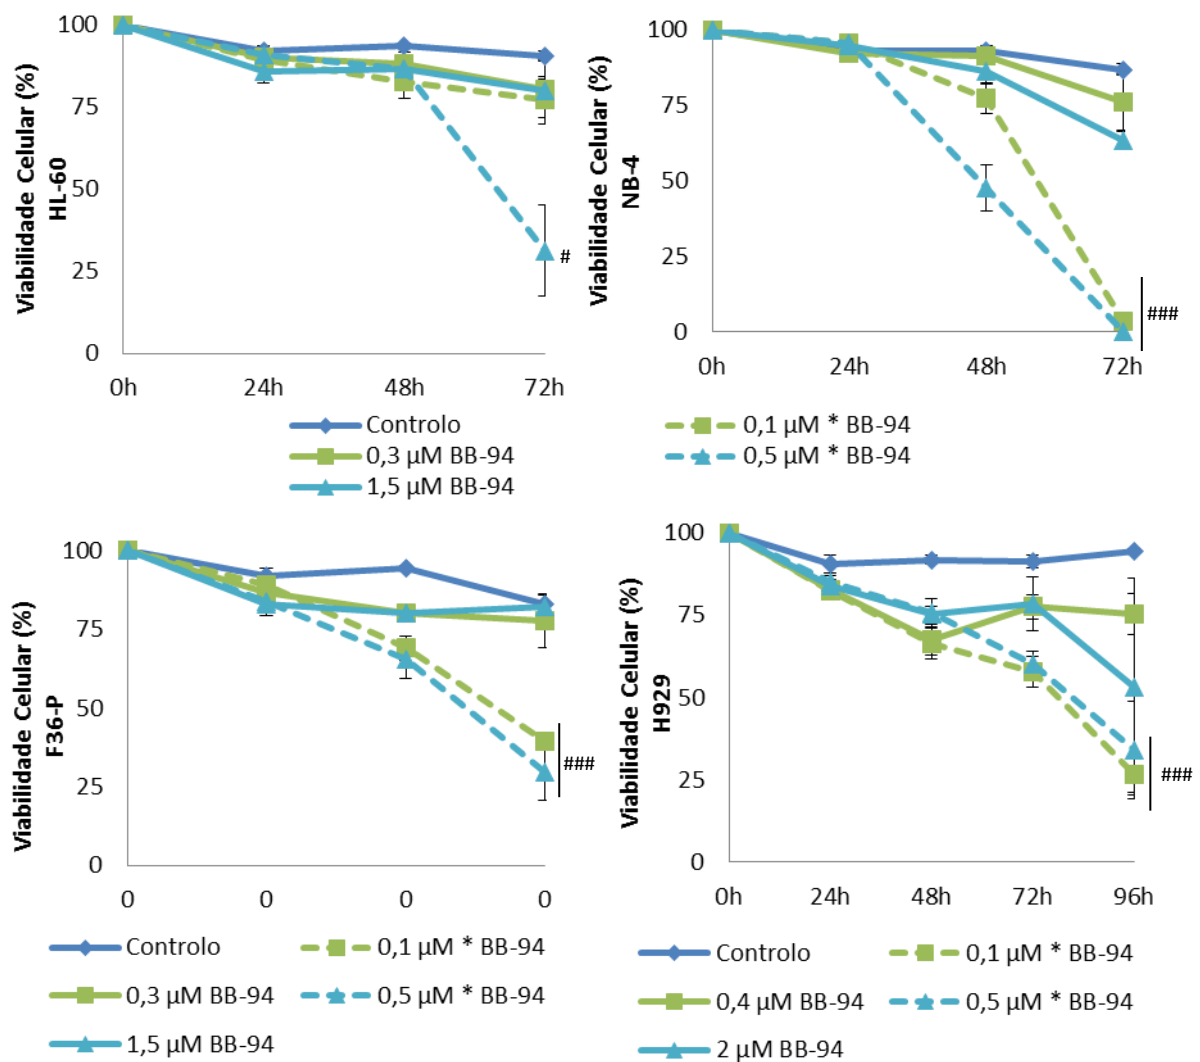 Viabilidade Celular (%)
HL-60
100
75
50
25
0
0h 24h 48h 72h
#
Viabilidade Celular (%)
NB-4
100
75
50
25
0
0h 24h 48h 72h
###
Controlo
0,3 µM BB-94
1,5 µM BB-94
0,1 µM * BB-94
0,5 µM * BB-94
Viabilidade Celular (%)
F36-P
100
75
50
25
0
0 0 0 0
###
Controlo
0,1 µM * BB-94
0,3 µM BB-94
0,5 µM * BB-94
1,5 µM BB-94
Viabilidade Celular (%)
H929
100
75
50
25
0
0h 24h 48h 72h 96h
###
Controlo
0,1 µM * BB-94
0,4 µM BB-94
0,5 µM * BB-94
2 µM BB-94